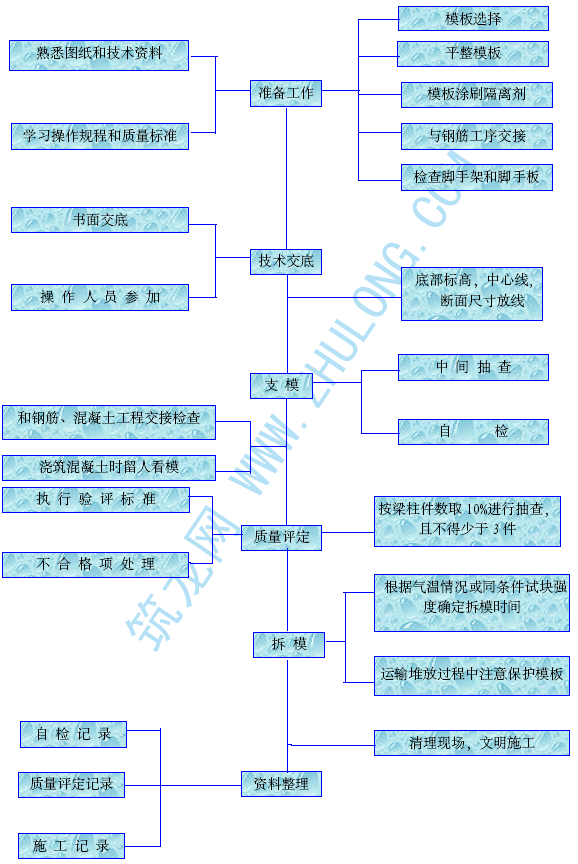 模板选择
熟悉图纸和技术资料
平整模板
准备工作
模板涂刷隔离剂
学习操作规程和质量标准
与钢筋工序交接
检查脚手架和脚手板
书面交底
技术交底
操作人员参加
底部标高，中心线，
断面尺寸放线
中间抽查
支模
和钢筋、混凝土工程交接检查
自检
浇筑混凝土时留人看模
执行验评标准
按梁柱件数取10%进行抽查，
且不得少于3件
质量评定
不合格项处理
根据气温情况或同条件试块强
度确定拆模时间
拆模
运输堆放过程中注意保护模板
自检记录
清理现场，文明施工
质量评定记录
资料整理
施工记录
筑龙网 WWW.ZHULONG.COM